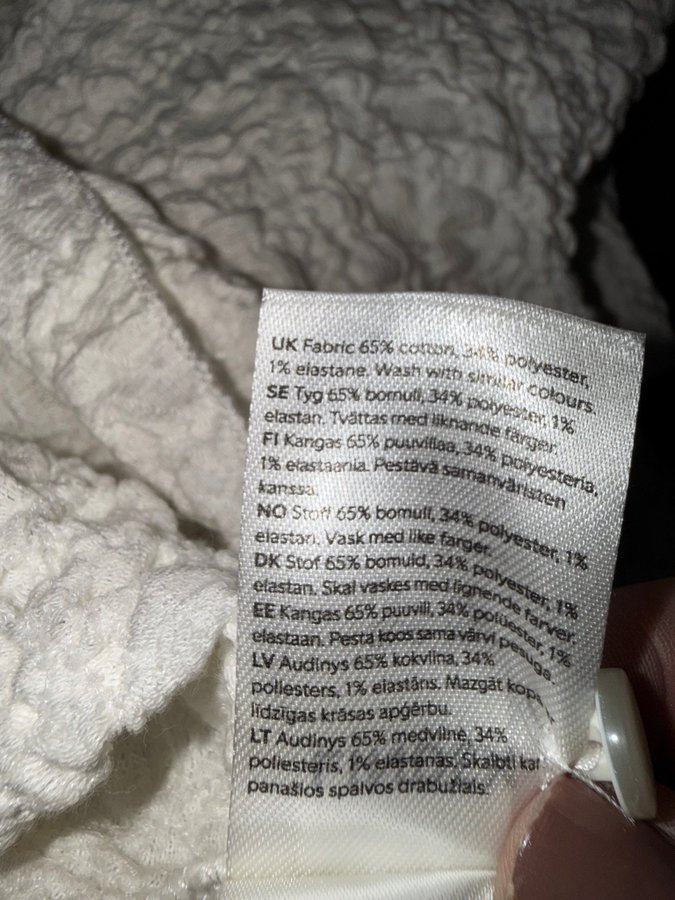 UK Fabric 65% cotton, 34% polyester,
1% elastane. Wash with similar colours.
SE Tyg 65% bomull, 34% polyester, 1%
elastan. Tvättas med liknande färger.
FI Kangas 65% puuvillaa, 34% polyesteria,
1% elastaania. Pestävä samanväristen
kanssa.
NO Stoff 65% bomull, 34% polyester, 1%
elastan. Vask med like farger.
DK Stof 65% bomuld, 34% polyester, 1%
elastan. Skal vaskes med lignende farver.
EE Kangas 65% puuvill, 34% polüester, 1%
elastaan. Pesta koos sama värvi pesuga.
LV Audinys 65% kokvilna, 34%
poliesters, 1% elastāns. Mazgāt kopā
līdzīgas krāsas apģērbu.
LT Audinys 65% medvilnė, 34%
poliesteris, 1% elastanas. Skalbti
panašios spalvos drabužiais.